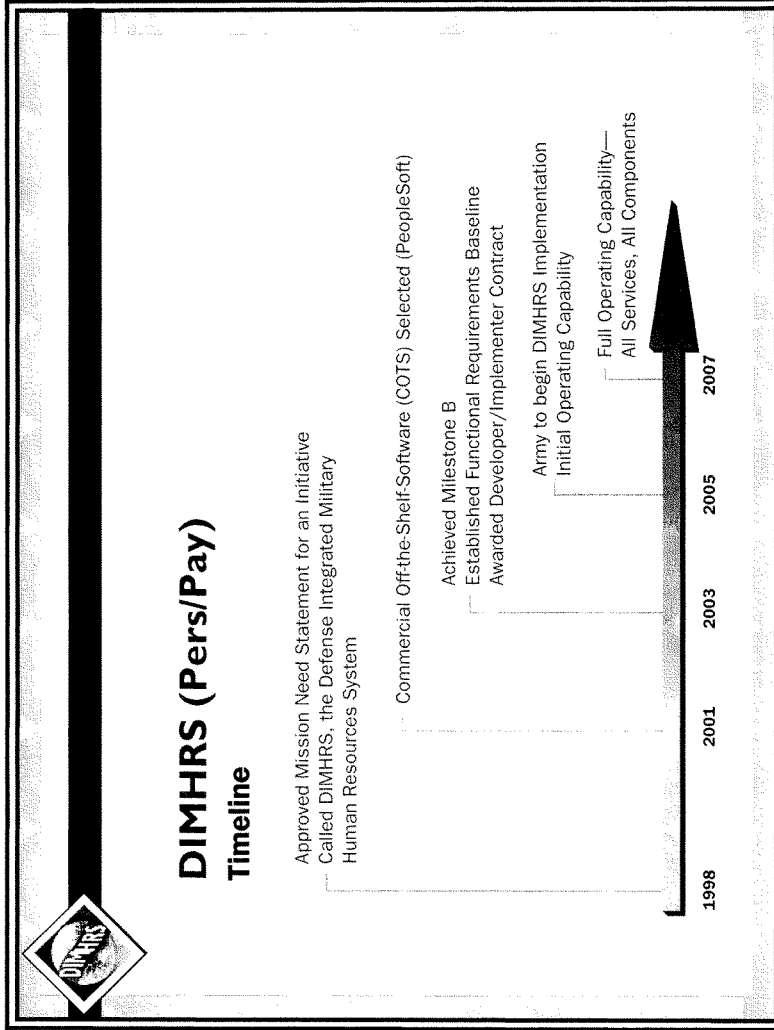 DIMHRS
DIMHRS (Pers/Pay)
Timeline
Approved Mission Need Statement for an Initiative
Called DIMHRS, the Defense Integrated Military
Human Resources System
Commercial Off-the-Shelf-Software (COTS) Selected (PeopleSoft)
Achieved Milestone B
Established Functional Requirements Baseline
Awarded Developer/Implementer Contract
Army to begin DIMHRS Implementation
Initial Operating Capability
Full Operating Capability—
All Services, All Components
1998
2001
2003
2005
2007